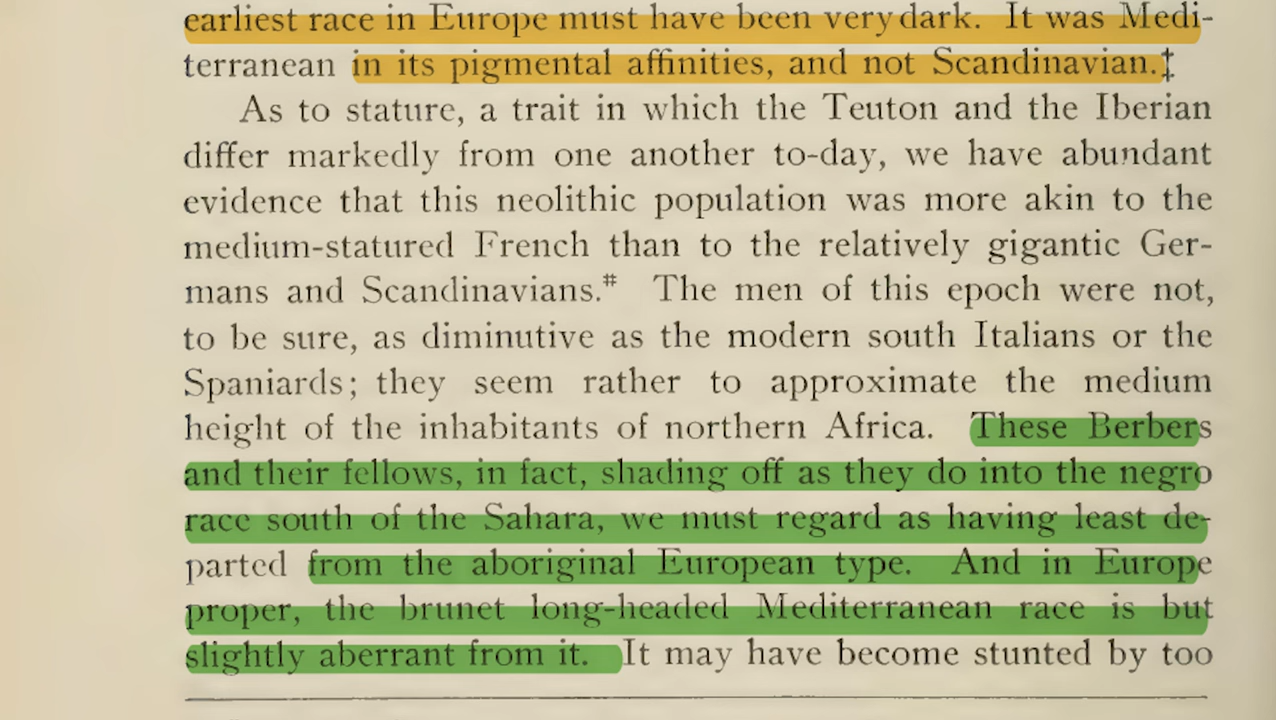 earliest race in Europe must have been very dark. It was Medi-
terranean in its pigmental affinities, and not Scandinavian.‡
As to stature, a trait in which the Teuton and the Iberian
differ markedly from one another to-day, we have abundant
evidence that this neolithic population was more akin to the
medium-statured French than to the relatively gigantic Ger-
mans and Scandinavians.# The men of this epoch were not,
to be sure, as diminutive as the modern south Italians or the
Spaniards; they seem rather to approximate the medium
height of the inhabitants of northern Africa. These Berbers
and their fellows, in fact, shading off as they do into the negro
race south of the Sahara, we must regard as having least de-
parted from the aboriginal European type. And in Europe
proper, the brunet long-headed Mediterranean race is but
slightly aberrant from it. It may have become stunted by too